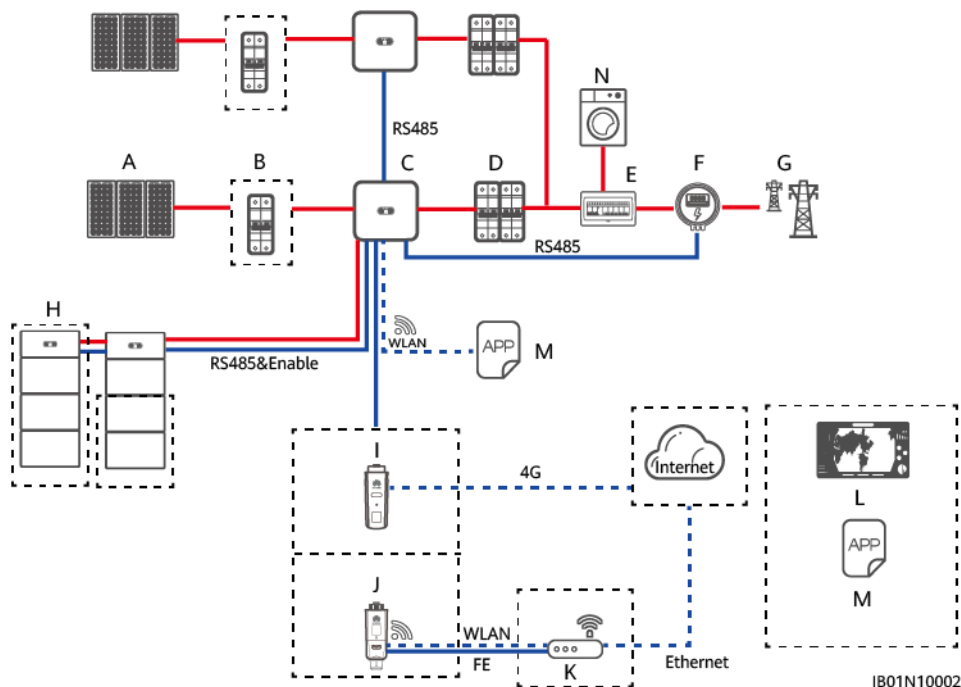 RS485
N
A
B
C
D
E
F
G
RS485
H
WLAN
APP
M
RS485&Enable
I
4G
Internet
L
APP
M
J
WLAN
FE
K
Ethernet
IB01N10002